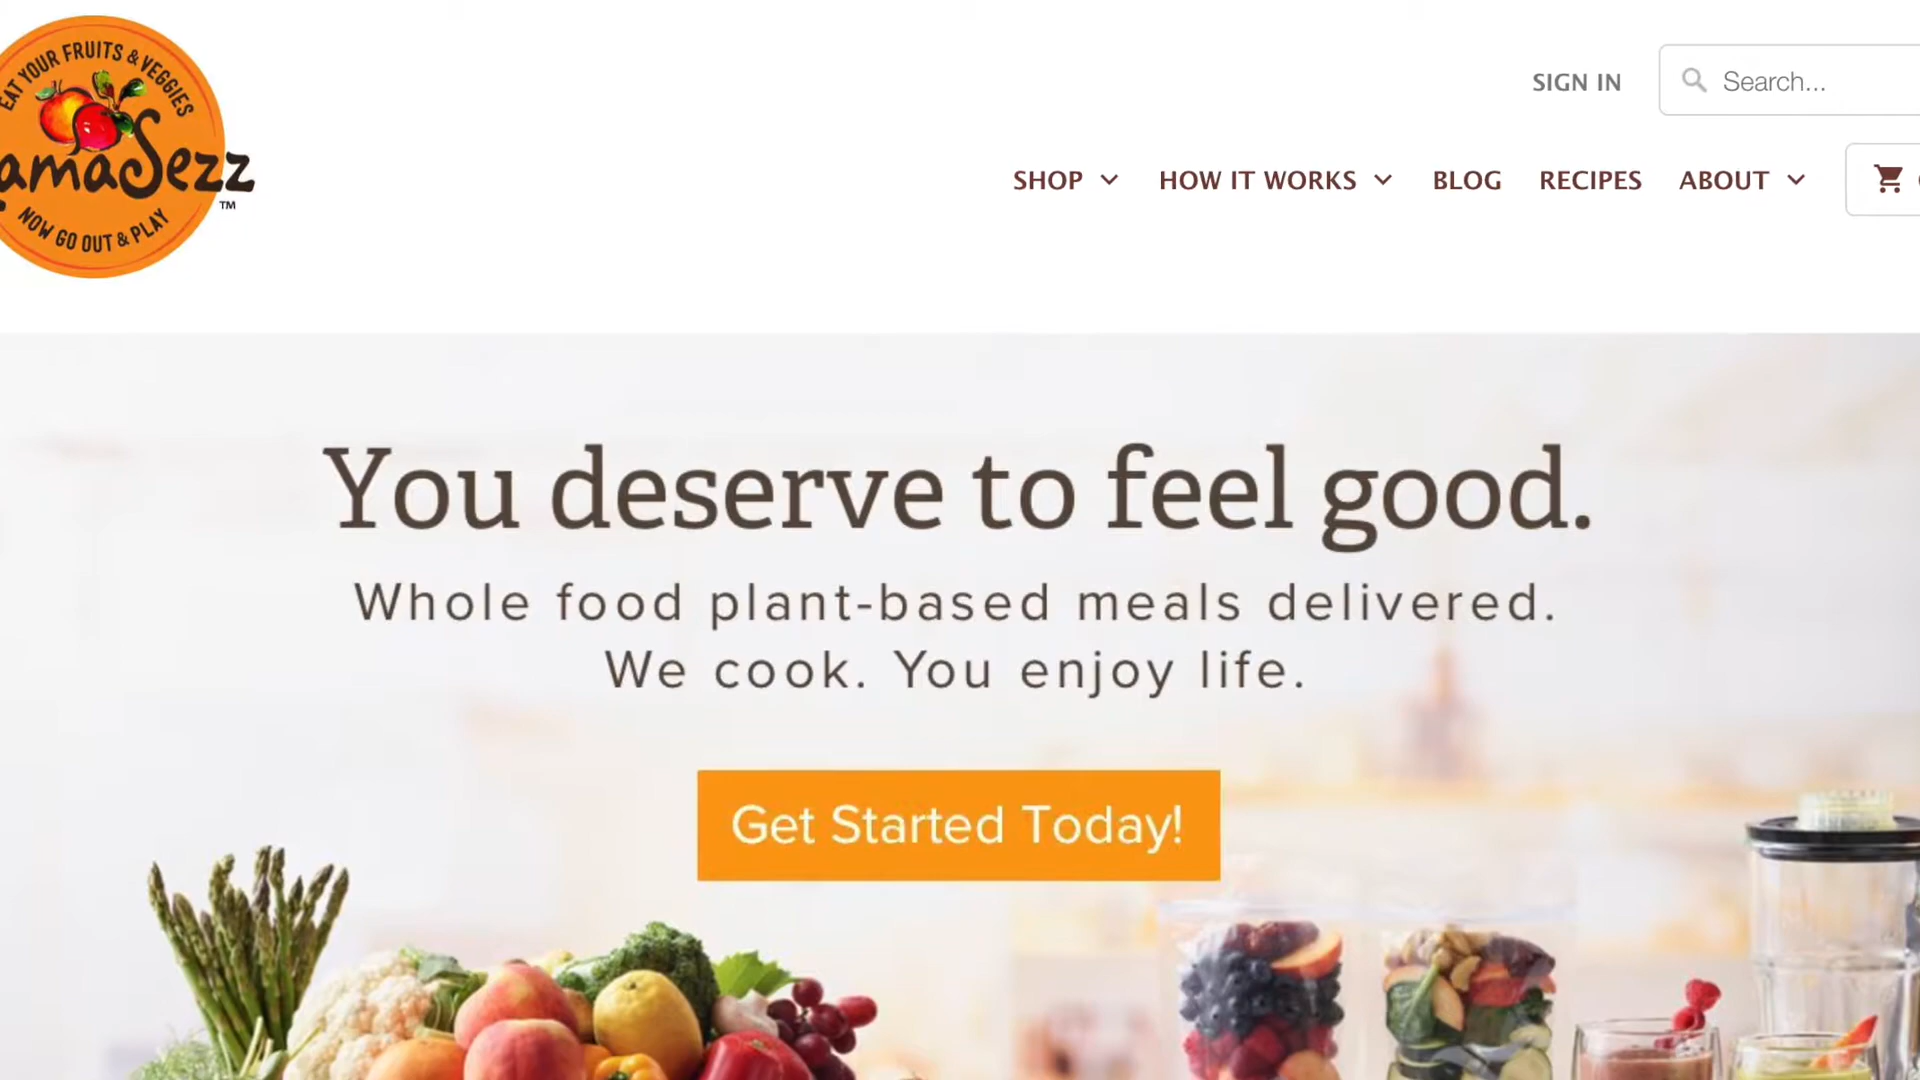 EAT YOUR FRUITS & VEGGIES
amaSezz
™
NOW GO OUT & PLAY
SIGN IN
Search...
SHOP
HOW IT WORKS
BLOG
RECIPES
ABOUT
You deserve to feel good.
Whole food plant-based meals delivered.
We cook. You enjoy life.
Get Started Today!